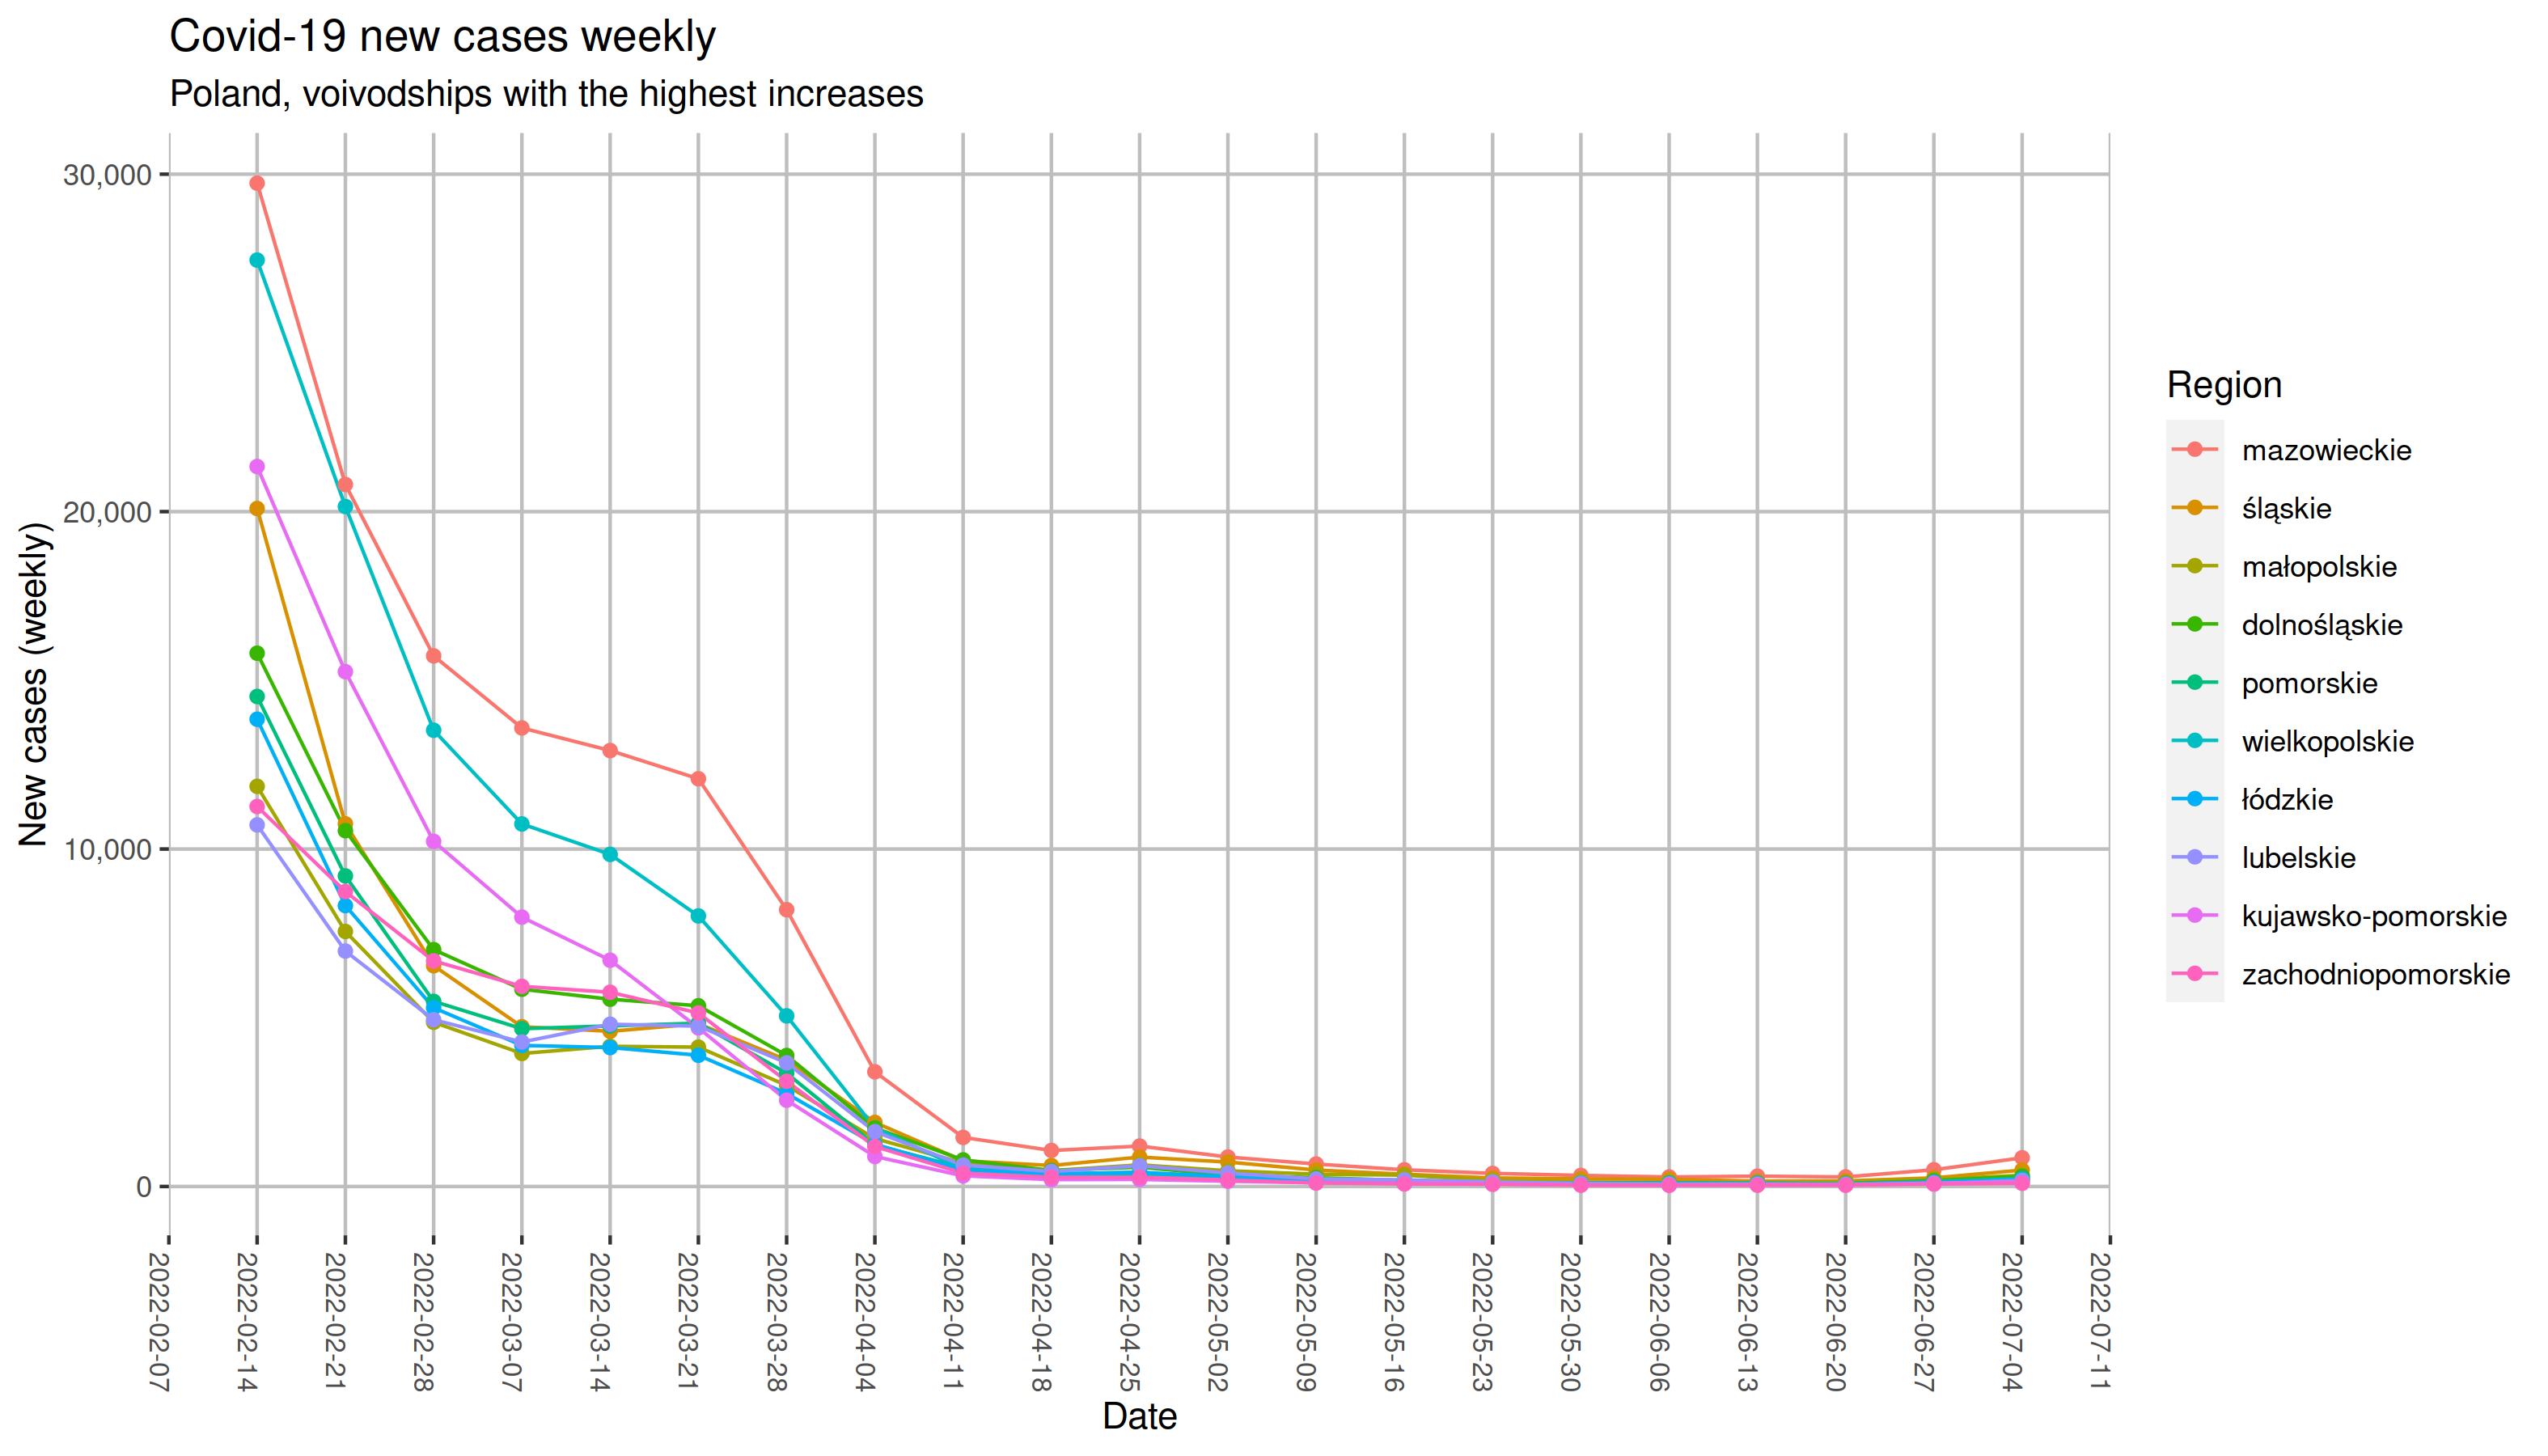 Covid-19 new cases weekly
Poland, voivodships with the highest increases
New cases (weekly)
30,000
20,000
10,000
0
2022-02-07
2022-02-14
2022-02-21
2022-02-28
2022-03-07
2022-03-14
2022-03-21
2022-03-28
2022-04-04
2022-04-11
2022-04-18
2022-04-25
2022-05-02
2022-05-09
2022-05-16
2022-05-23
2022-05-30
2022-06-06
2022-06-13
2022-06-20
2022-06-27
2022-07-04
2022-07-11
Date
Region
mazowieckie
śląskie
małopolskie
dolnośląskie
pomorskie
wielkopolskie
łódzkie
lubelskie
kujawsko-pomorskie
zachodniopomorskie